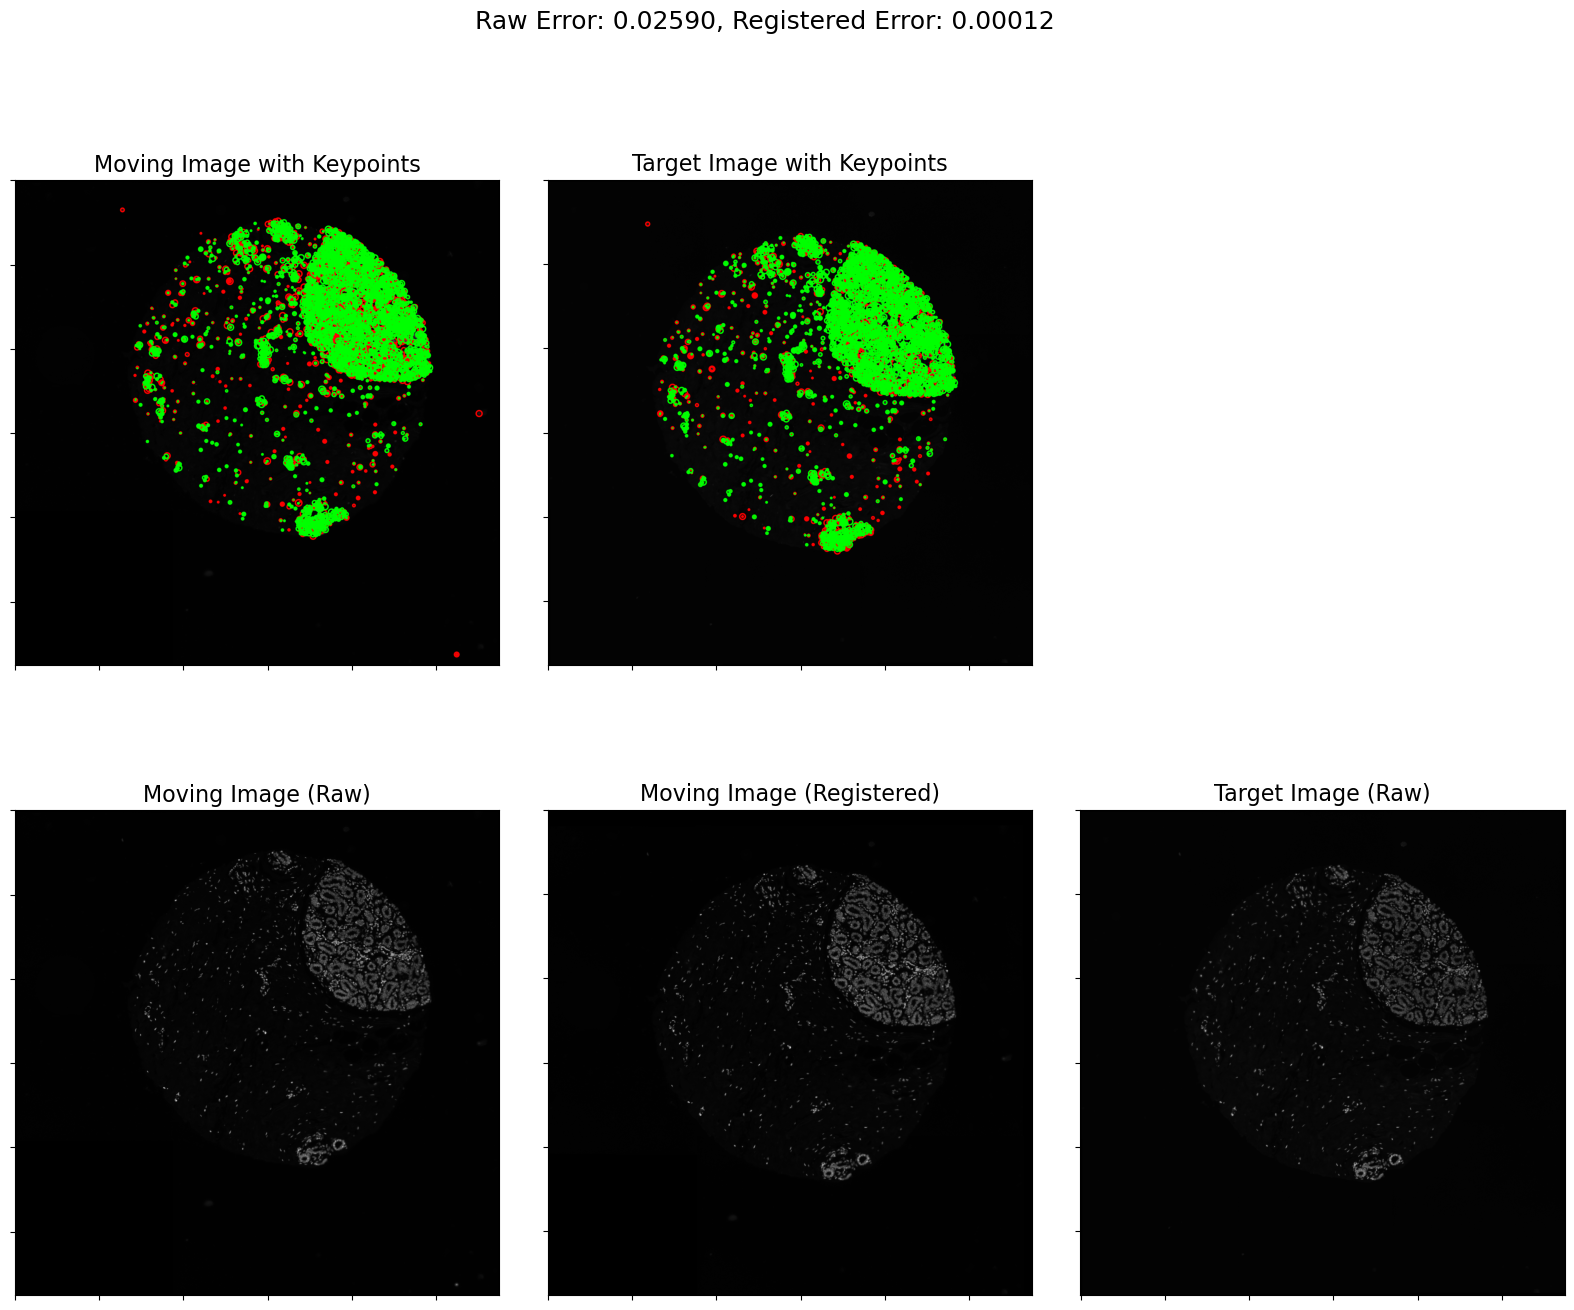 Raw Error: 0.02590, Registered Error: 0.00012
Moving Image with Keypoints
Target Image with Keypoints
Moving Image (Raw)
Moving Image (Registered)
Target Image (Raw)